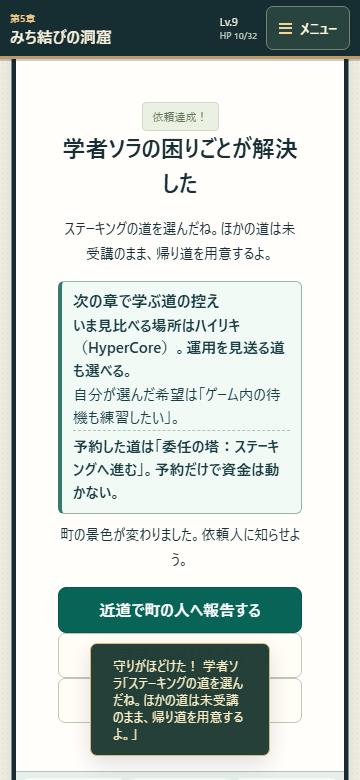 第5章
みち結びの洞窟
Lv.9
HP 10/32
メニュー
依頼達成！
学者ソラの困りごとが解決
した
ステーキングの道を選んだね。ほかの道は未
受講のまま、帰り道を用意するよ。
次の章で学ぶ道の控え
いま見比べる場所はハイリキ
（HyperCore）。運用を見送る道
も選べる。
自分が選んだ希望は「ゲーム内の待
機も練習したい」。
予約した道は「委任の塔：ステーキ
ングへ進む」。予約だけで資金は動
かない。
町の景色が変わりました。依頼人に知らせよ
う。
近道で町の人へ報告する
守りがほどけた！ 学者ソ
ラ「ステーキングの道を選ん
だね。ほかの道は未受講
のまま、帰り道を用意する
よ。」